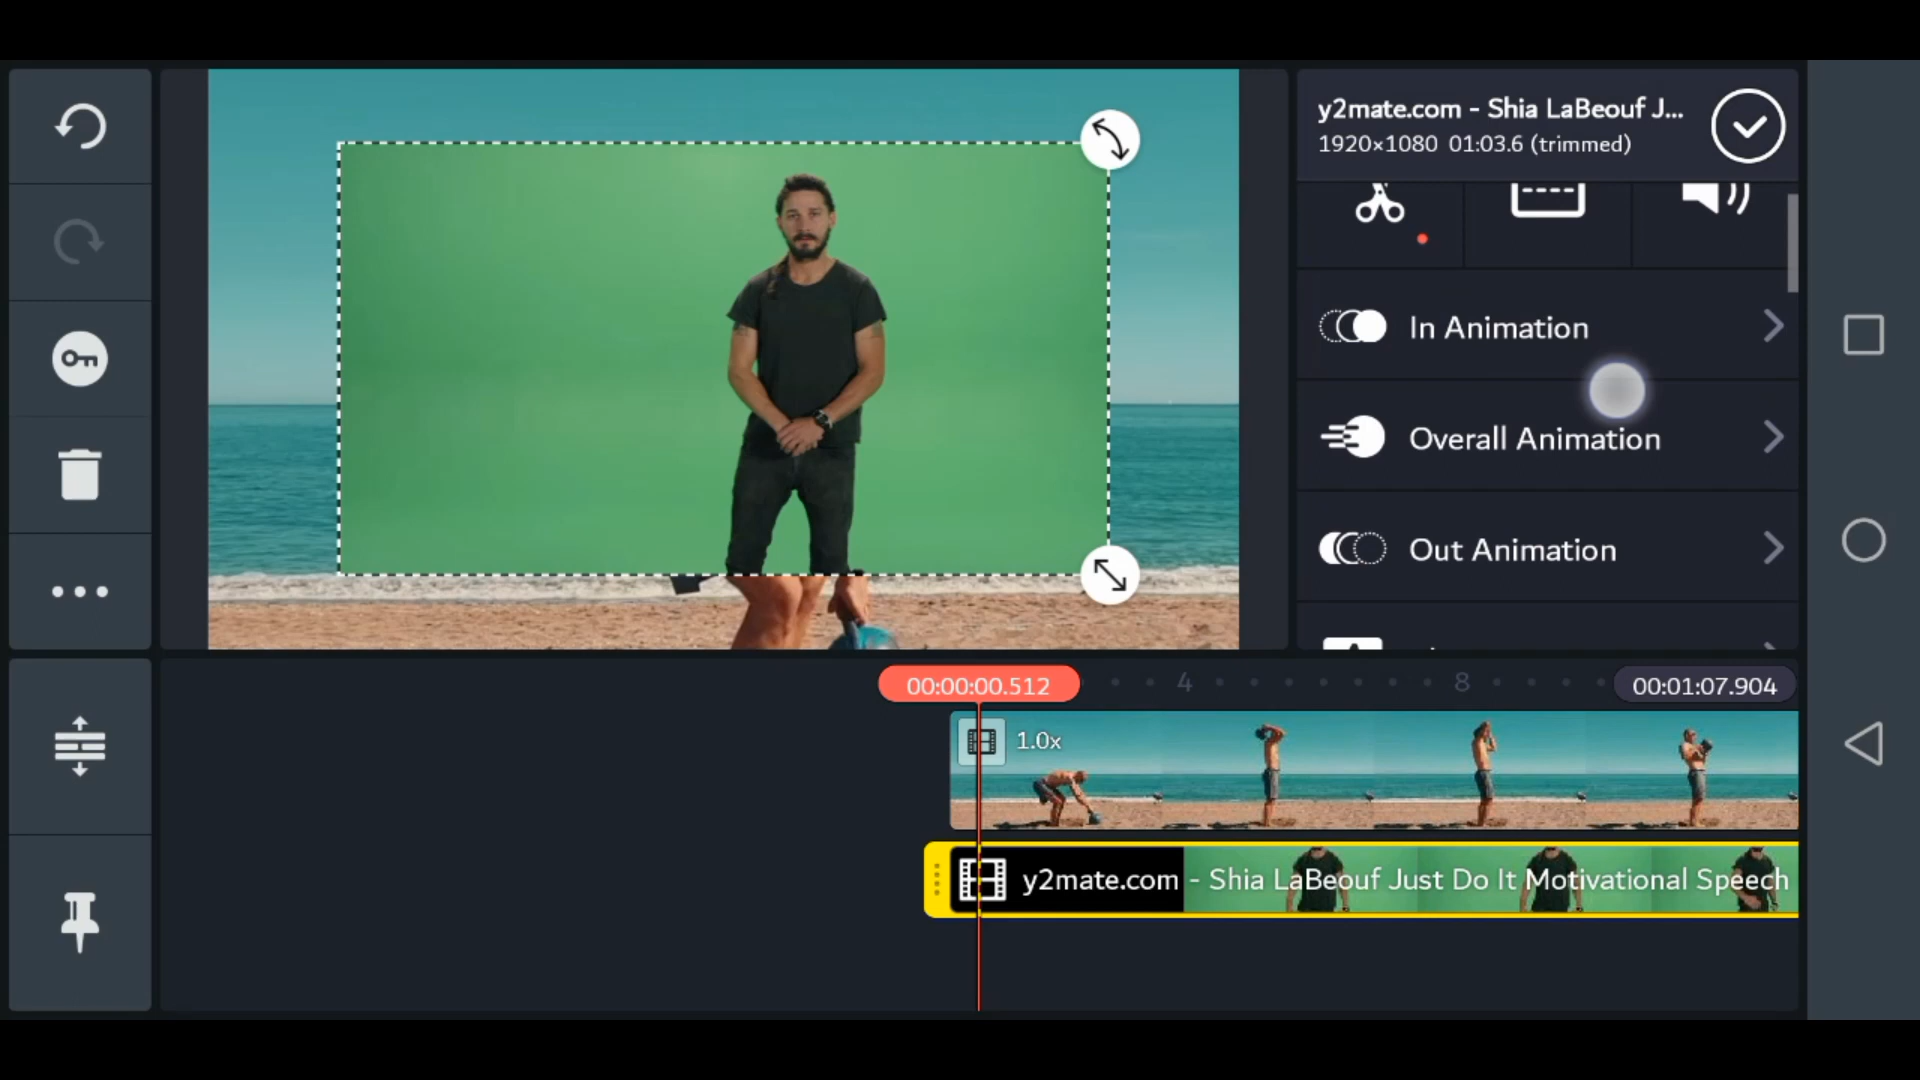 y2mate.com - Shia LaBeouf J...
1920×1080 01:03.6 (trimmed)
In Animation
Overall Animation
Out Animation
00:00:00.512
4
8
00:01:07.904
1.0x
y2mate.com - Shia LaBeouf Just Do It Motivational Speech